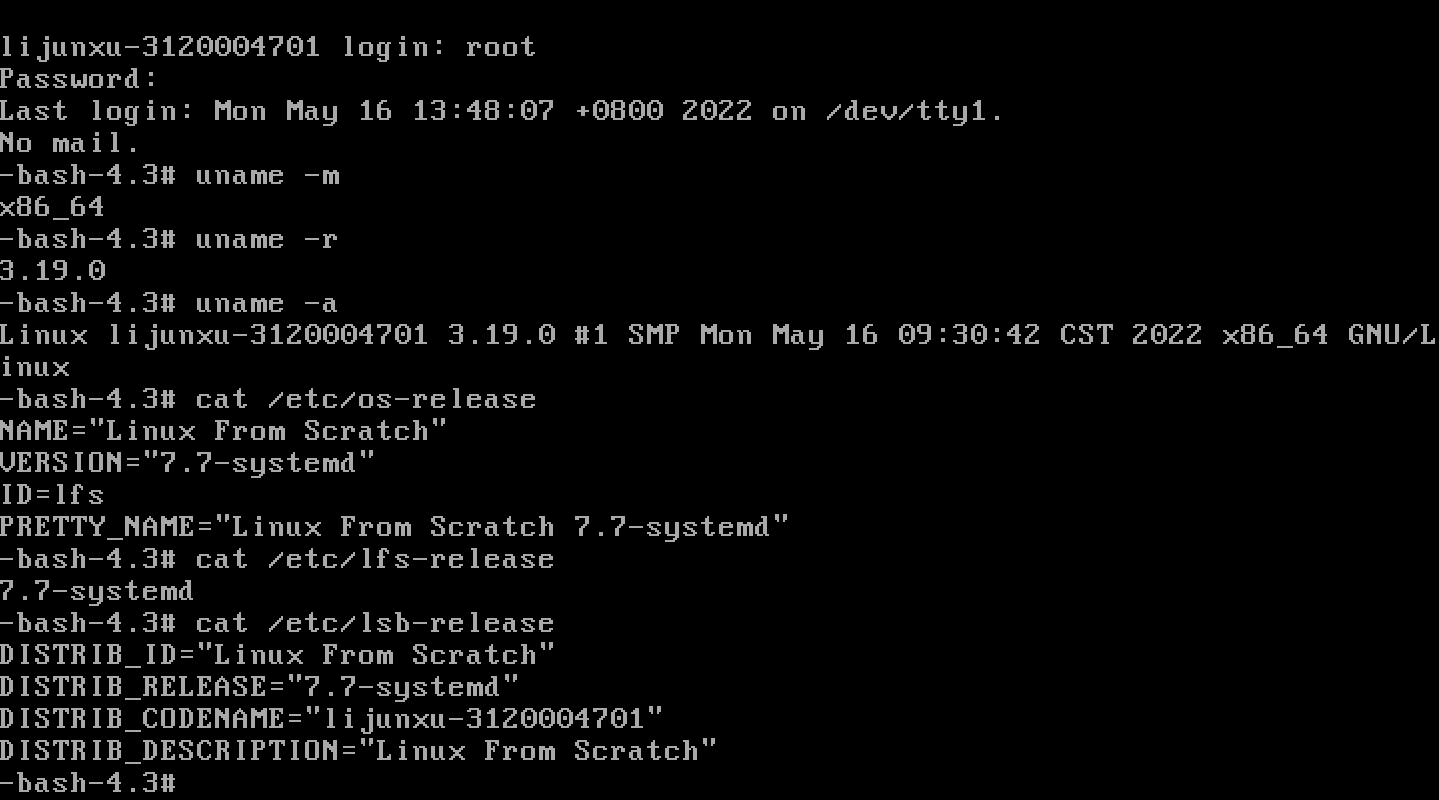 lijunxu-3120004701 login: root
Password:
Last login: Mon May 16 13:48:07 +0800 2022 on /dev/tty1.
No mail.
-bash-4.3# uname -m
x86_64
-bash-4.3# uname -r
3.19.0
-bash-4.3# uname -a
Linux lijunxu-3120004701 3.19.0 #1 SMP Mon May 16 09:30:42 CST 2022 x86_64 GNU/L
inux
-bash-4.3# cat /etc/os-release
NAME="Linux From Scratch"
VERSION="7.7-systemd"
ID=lfs
PRETTY_NAME="Linux From Scratch 7.7-systemd"
-bash-4.3# cat /etc/lfs-release
7.7-systemd
-bash-4.3# cat /etc/lsb-release
DISTRIB_ID="Linux From Scratch"
DISTRIB_RELEASE="7.7-systemd"
DISTRIB_CODENAME="lijunxu-3120004701"
DISTRIB_DESCRIPTION="Linux From Scratch"
-bash-4.3#